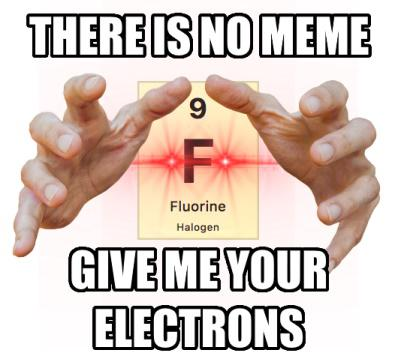 THERE IS NO MEME
9
F
Fluorine
Halogen
GIVE ME YOUR
ELECTRONS